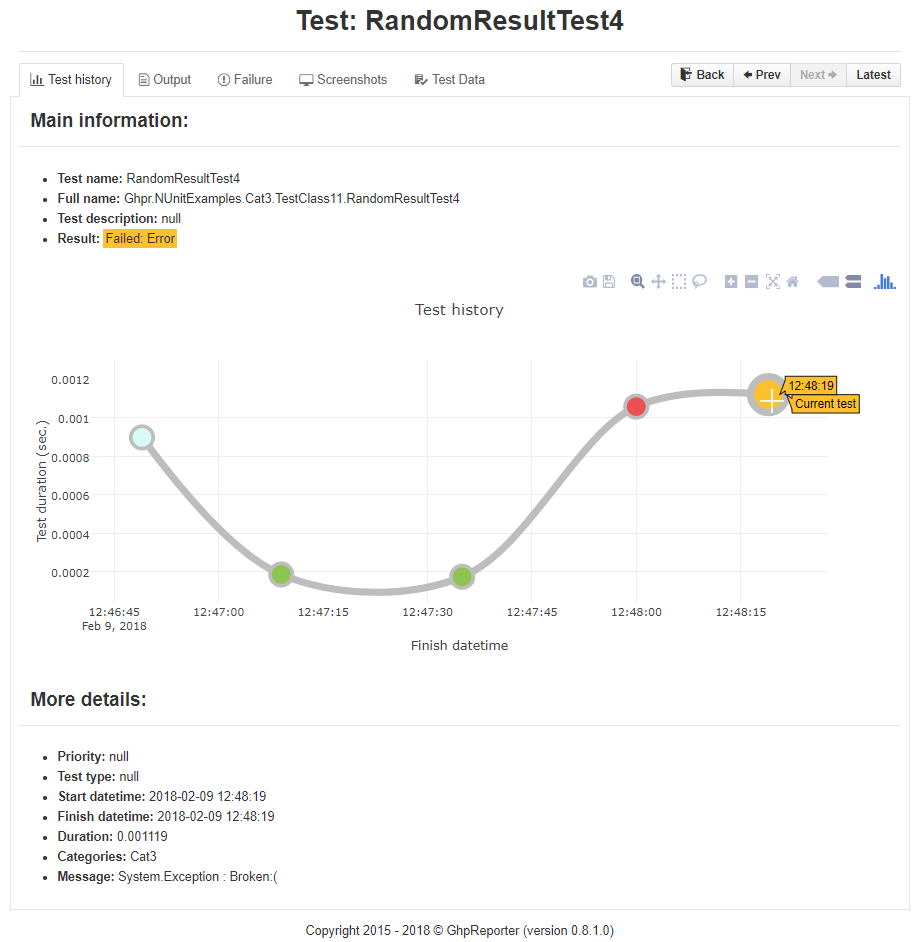 Test: RandomResultTest4
Test history Output Failure Screenshots Test Data Back Prev Next Latest
Main information:
Test name: RandomResultTest4
Full name: Ghpr.NUnitExamples.Cat3.TestClass11.RandomResultTest4
Test description: null
Result: Failed: Error
Test history
Test duration (sec.)
0.0012
0.001
0.0008
0.0006
0.0004
0.0002
12:48:19
Current test
12:46:45 12:47:00 12:47:15 12:47:30 12:47:45 12:48:00 12:48:15
Feb 9, 2018
Finish datetime
More details:
Priority: null
Test type: null
Start datetime: 2018-02-09 12:48:19
Finish datetime: 2018-02-09 12:48:19
Duration: 0.001119
Categories: Cat3
Message: System.Exception : Broken:(
Copyright 2015 - 2018 © GhpReporter (version 0.8.1.0)